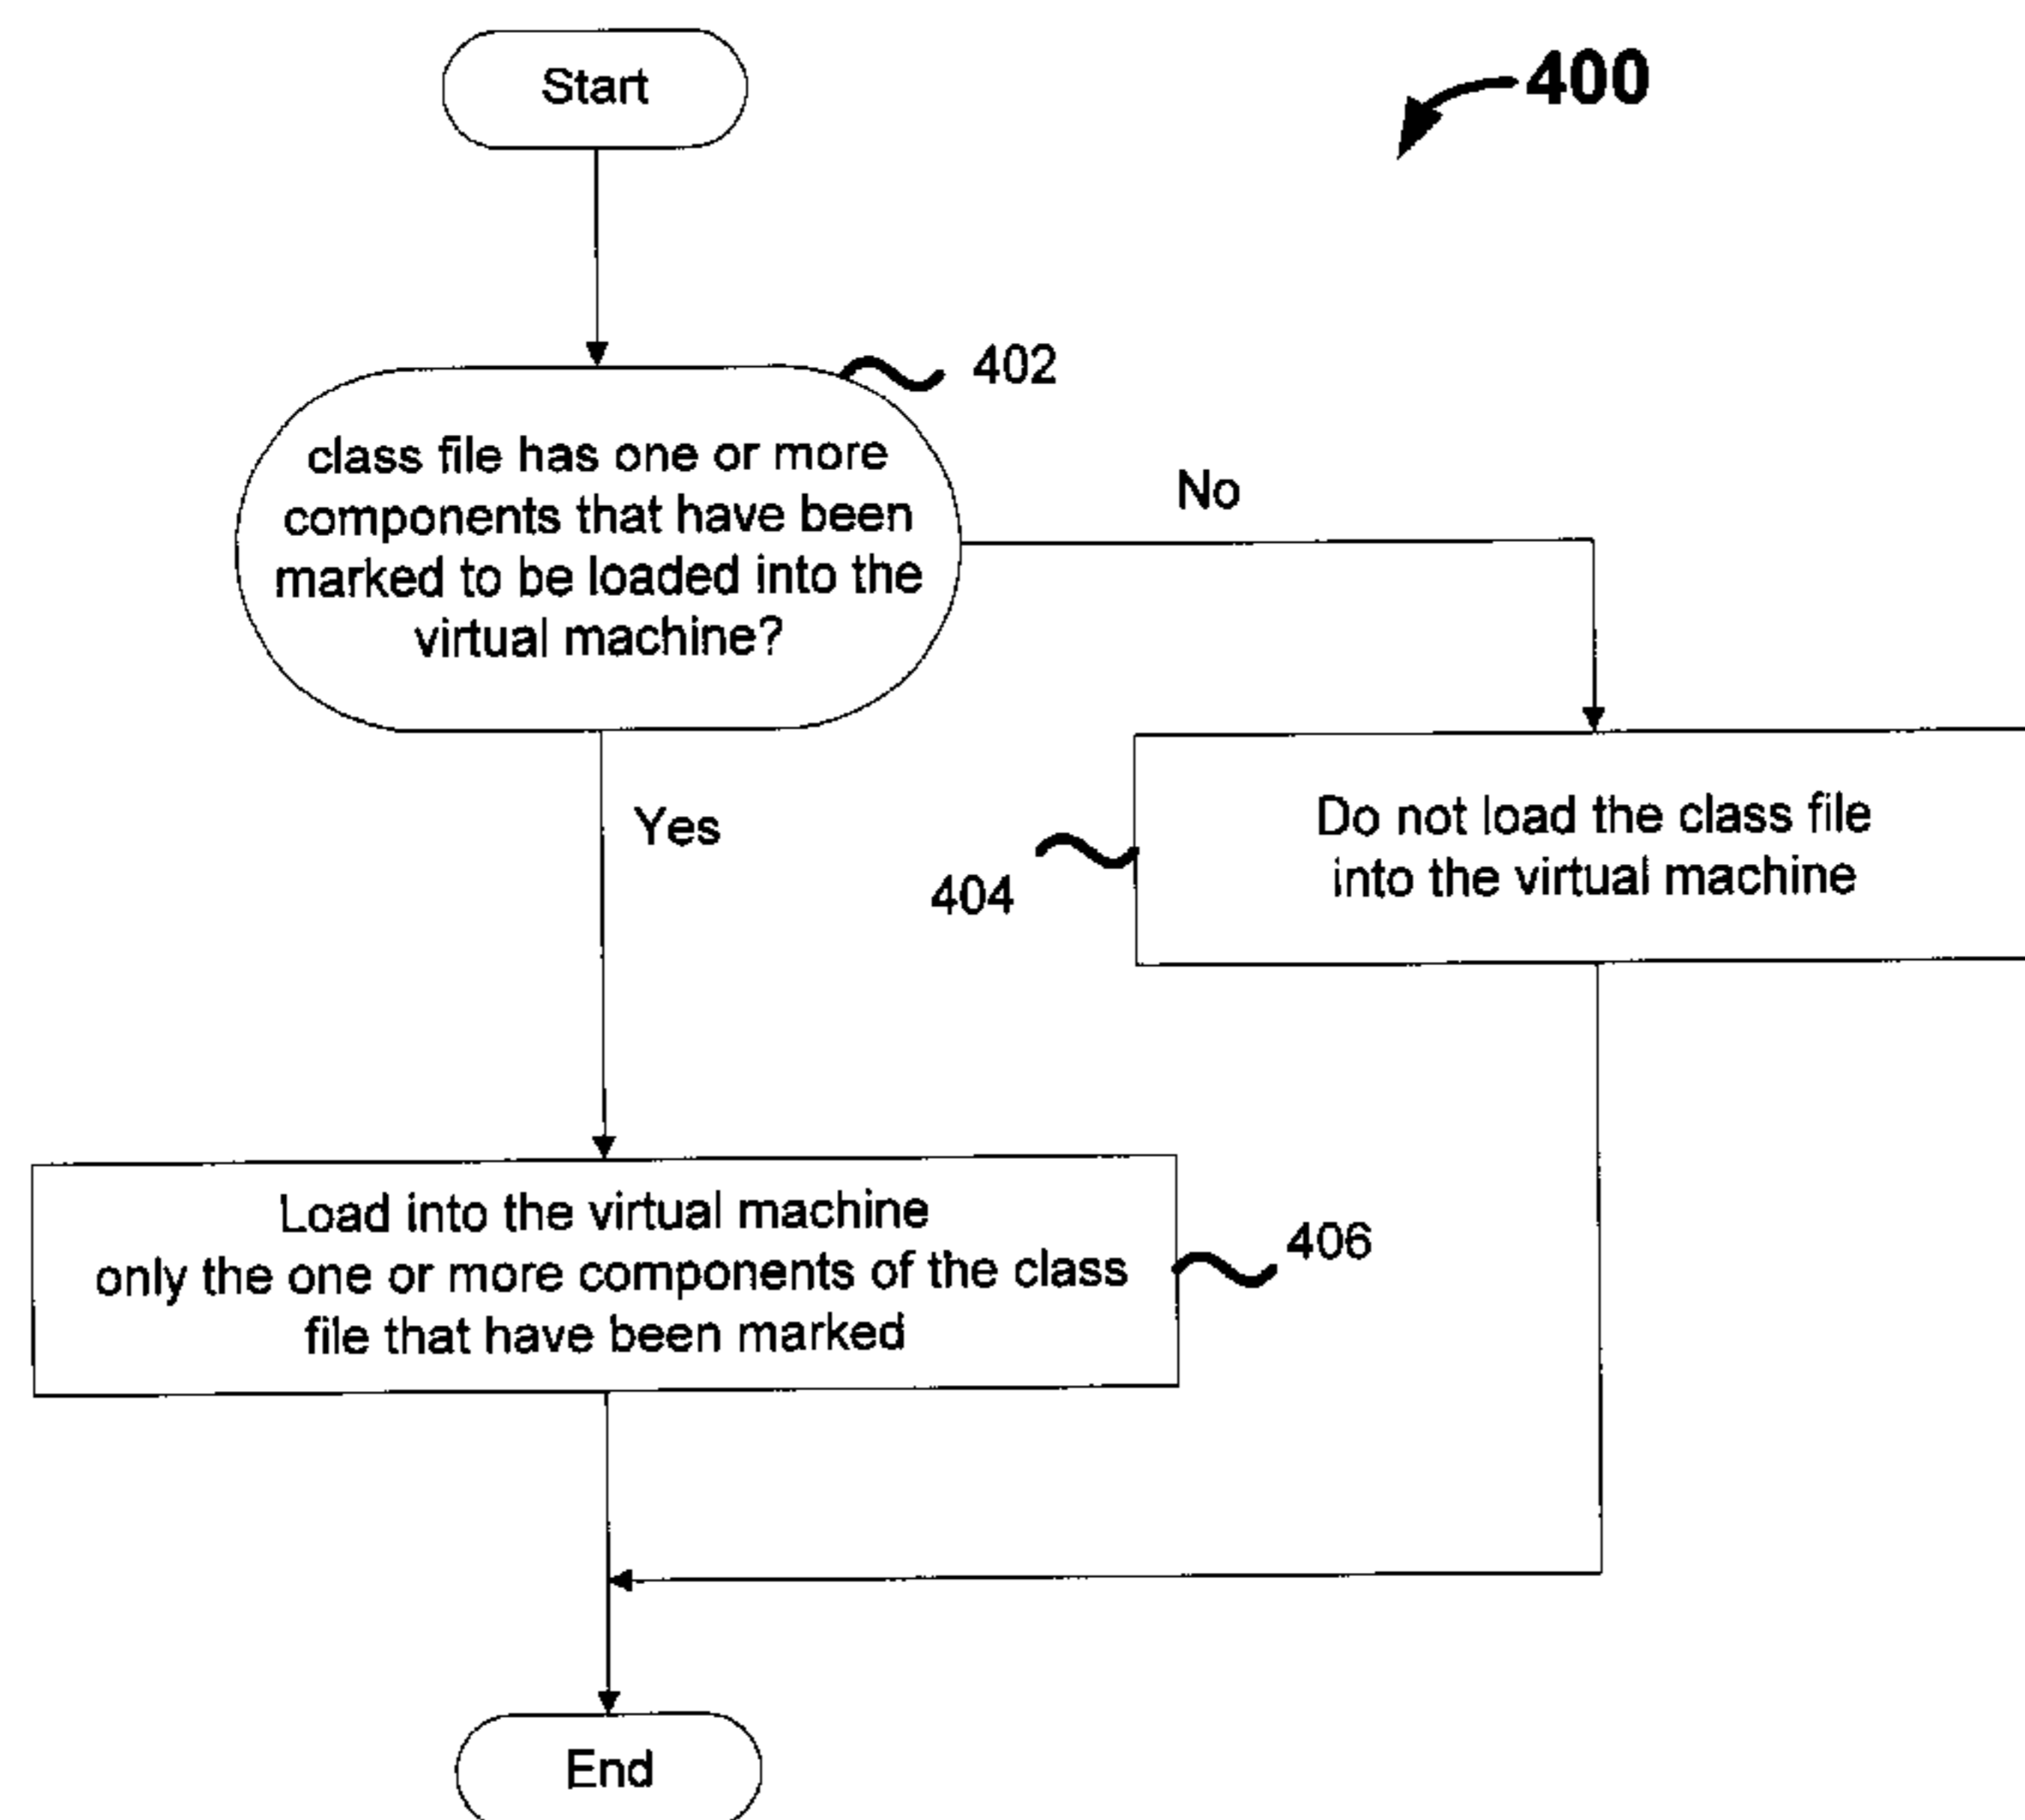 Start
400
402
class file has one or more
components that have been
marked to be loaded into the
virtual machine?
No
Yes
Do not load the class file
into the virtual machine
404
Load into the virtual machine
only the one or more components of the class
file that have been marked
406
End